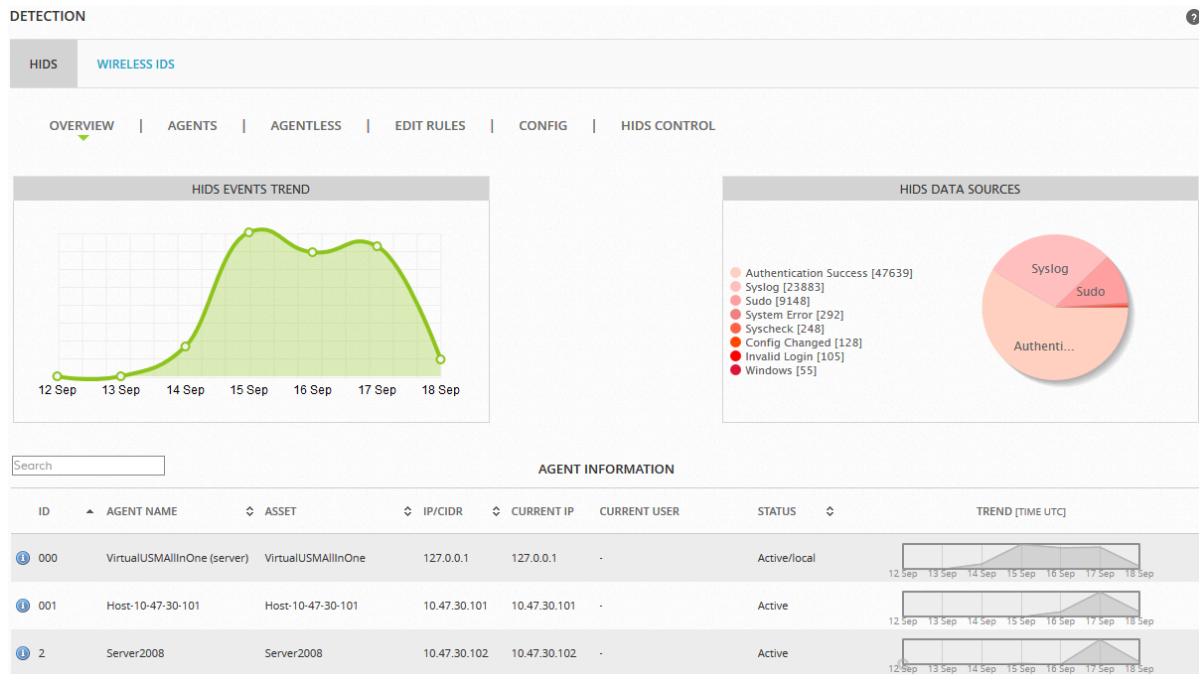 DETECTION
?
HIDS WIRELESS IDS
OVERVIEW | AGENTS | AGENTLESS | EDIT RULES | CONFIG | HIDS CONTROL
HIDS EVENTS TREND
12 Sep 13 Sep 14 Sep 15 Sep 16 Sep 17 Sep 18 Sep
HIDS DATA SOURCES
Authentication Success [47639]
Syslog [23883]
Sudo [9148]
System Error [292]
Syscheck [248]
Config Changed [128]
Invalid Login [105]
Windows [55]
Syslog
Sudo
Authenti...
Search
AGENT INFORMATION
ID AGENT NAME ASSET IP/CIDR CURRENT IP CURRENT USER STATUS TREND [TIME UTC]
000 VirtualUSMAllInOne (server) VirtualUSMAllInOne 127.0.0.1 127.0.0.1 - Active/local
12 Sep 13 Sep 14 Sep 15 Sep 16 Sep 17 Sep 18 Sep
001 Host-10-47-30-101 Host-10-47-30-101 10.47.30.101 10.47.30.101 - Active
12 Sep 13 Sep 14 Sep 15 Sep 16 Sep 17 Sep 18 Sep
2 Server2008 Server2008 10.47.30.102 10.47.30.102 - Active
12 Sep 13 Sep 14 Sep 15 Sep 16 Sep 17 Sep 18 Sep